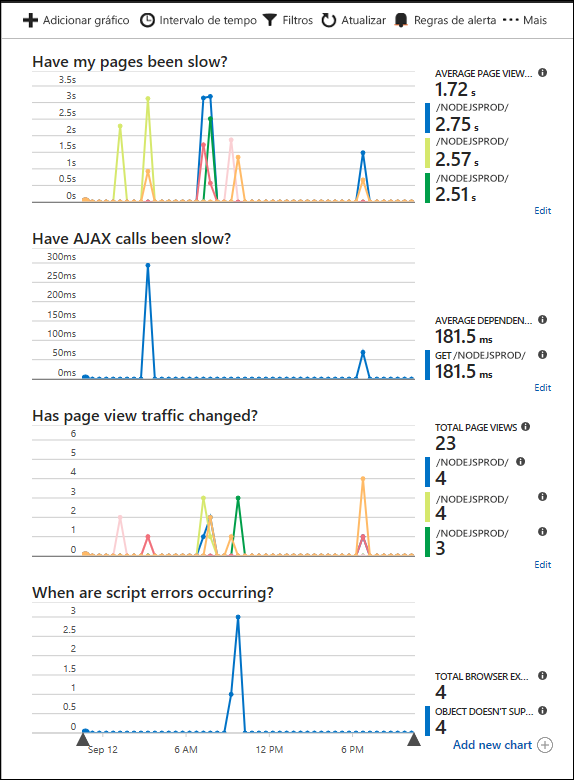 Adicionar gráfico Intervalo de tempo Filtros Atualizar Regras de alerta Mais
Have my pages been slow?
3.5s
3s
2.5s
2s
1.5s
1s
0.5s
0s
AVERAGE PAGE VIEW...
1.72 s
/NODEJSPROD/
2.75 s
/NODEJSPROD/
2.57 s
/NODEJSPROD/
2.51 s
Edit
Have AJAX calls been slow?
300ms
250ms
200ms
150ms
100ms
50ms
0ms
AVERAGE DEPENDEN...
181.5 ms
GET /NODEJSPROD/
181.5 ms
Edit
Has page view traffic changed?
6
5
4
3
2
1
0
TOTAL PAGE VIEWS
23
/NODEJSPROD/
4
/NODEJSPROD/
4
/NODEJSPROD/
3
Edit
When are script errors occurring?
3
2.5
2
1.5
1
0.5
0
Sep 12 6 AM 12 PM 6 PM
TOTAL BROWSER EX...
4
OBJECT DOESN'T SUP...
4
Add new chart